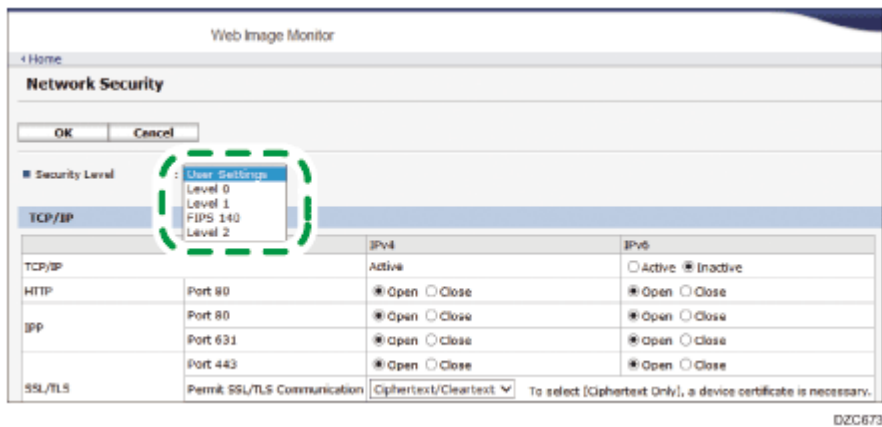 Web Image Monitor
Home
Network Security
OK Cancel
Security Level : User Settings
Level 0
Level 1
FIPS 140
Level 2
TCP/IP
IPv4 IPv6
TCP/IP Active Active Inactive
HTTP Port 80 Open Close Open Close
IPP Port 80 Open Close Open Close
Port 631 Open Close Open Close
SSL/TLS Port 443 Open Close Open Close
Permit SSL/TLS Communication Ciphertext/Cleartext To select [Ciphertext Only], a device certificate is necessary.
DZC673